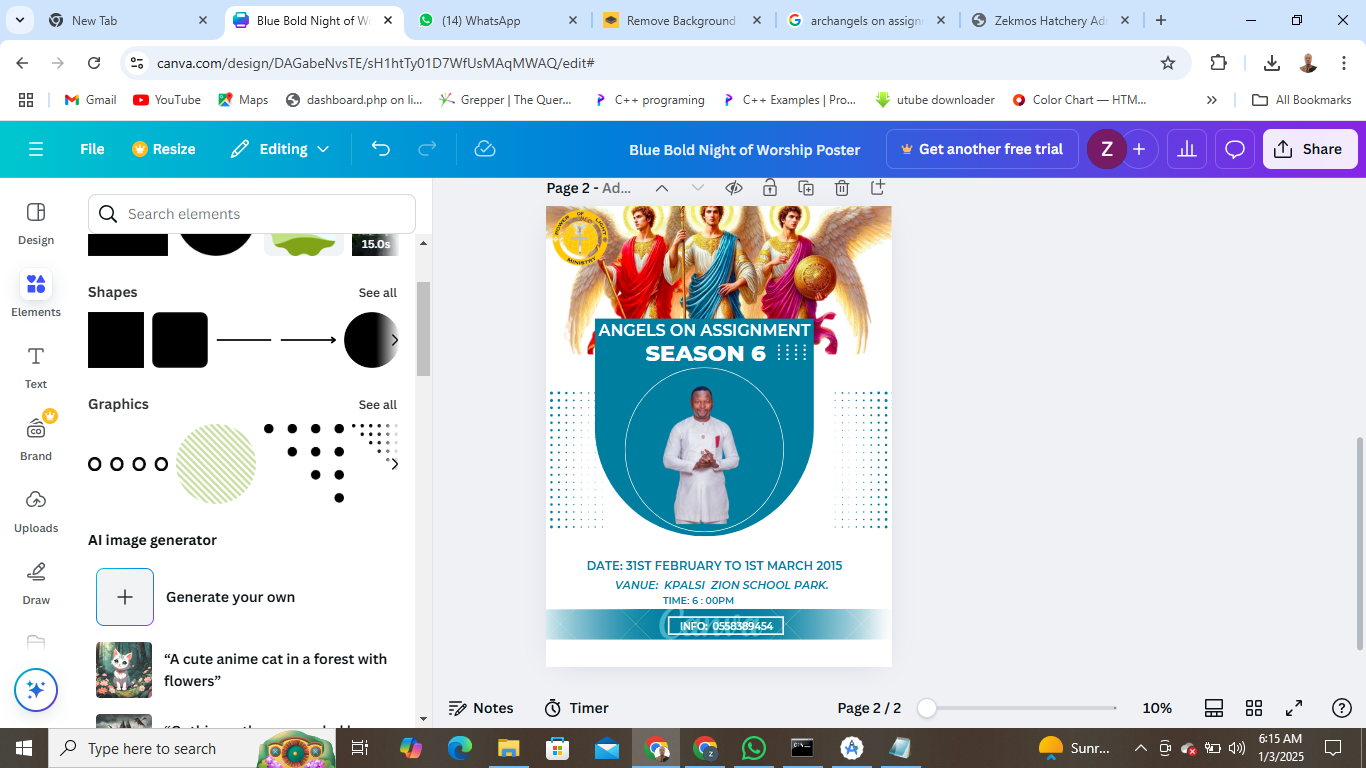 New Tab
Blue Bold Night of Wo
(14) WhatsApp
Remove Background
archangels on assign
Zekmos Hatchery Ad
canva.com/design/DAGabeNvsTE/sH1htTy01D7WfUsMAqMWAQ/edit#
Gmail
YouTube
Maps
dashboard.php on li...
Grepper | The Quer...
C++ programing
C++ Examples | Pro...
utube downloader
Color Chart — HTM...
All Bookmarks
File
Resize
Editing
Blue Bold Night of Worship Poster
Get another free trial
Z
Share
Design
Elements
Text
Brand
Uploads
Draw
Search elements
15.0s
Shapes
See all
Graphics
See all
AI image generator
Generate your own
“A cute anime cat in a forest with
flowers”
Page 2 - Ad...
POWER OF LIGHT
MINISTRY
ANGELS ON ASSIGNMENT
SEASON 6
DATE: 31ST FEBRUARY TO 1ST MARCH 2015
VANUE: KPALSI ZION SCHOOL PARK.
TIME: 6 : 00PM
Canva
INFO: 0558389454
Notes
Timer
Page 2 / 2
10%
Type here to search
Sunr...
6:15 AM
1/3/2025